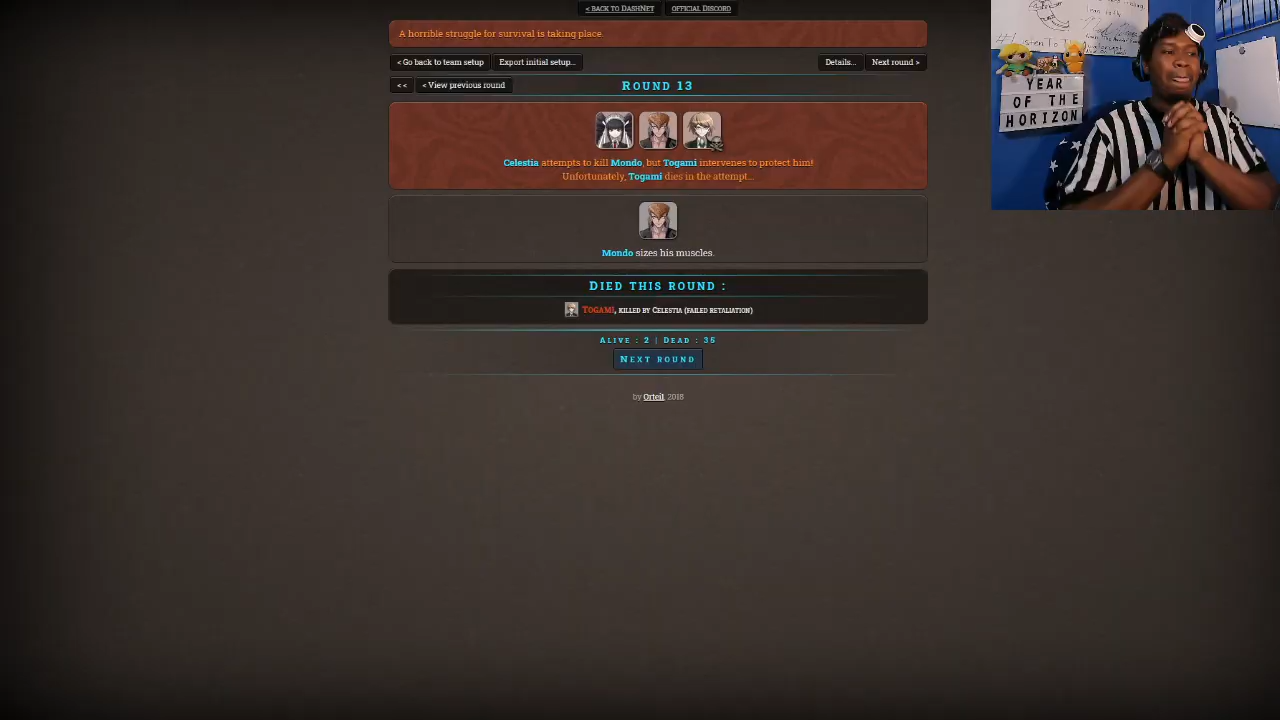 < BACK TO DASHNET
OFFICIAL DISCORD
A horrible struggle for survival is taking place.
< Go back to team setup
Export initial setup...
Details...
Next round >
< <
< View previous round
ROUND 13
Celestia attempts to kill Mondo, but Togami intervenes to protect him!
Unfortunately, Togami dies in the attempt...
Mondo sizes his muscles.
DIED THIS ROUND :
TOGAMI, KILLED BY CELESTIA (FAILED RETALIATION)
ALIVE : 2 | DEAD : 35
NEXT ROUND
by Orteil, 2018
YEAR
OF THE
HORIZON